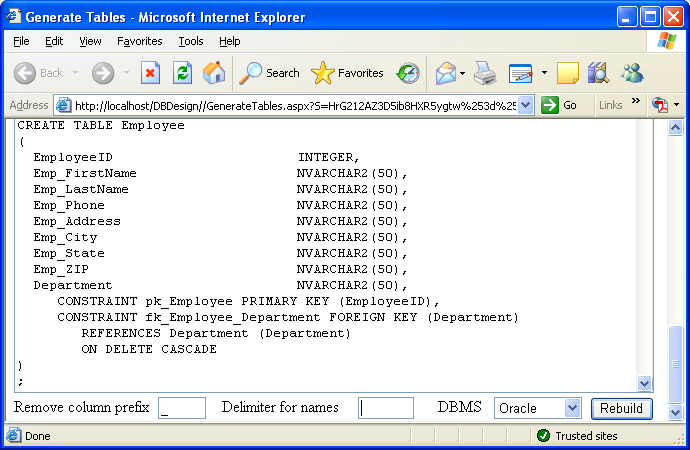 Generate Tables - Microsoft Internet Explorer
File Edit View Favorites Tools Help
Back Search Favorites
Address http://localhost/DBDesign//GenerateTables.aspx?S=HrG212AZ3D5ib8HXR5ygtw%253d%25 Go Links »
CREATE TABLE Employee
(
EmployeeID INTEGER,
Emp_FirstName NVARCHAR2(50),
Emp_LastName NVARCHAR2(50),
Emp_Phone NVARCHAR2(50),
Emp_Address NVARCHAR2(50),
Emp_City NVARCHAR2(50),
Emp_State NVARCHAR2(50),
Emp_ZIP NVARCHAR2(50),
Department NVARCHAR2(50),
CONSTRAINT pk_Employee PRIMARY KEY (EmployeeID),
CONSTRAINT fk_Employee_Department FOREIGN KEY (Department)
REFERENCES Department (Department)
ON DELETE CASCADE
)
;
Remove column prefix _ Delimiter for names DBMS Oracle Rebuild
Done Trusted sites